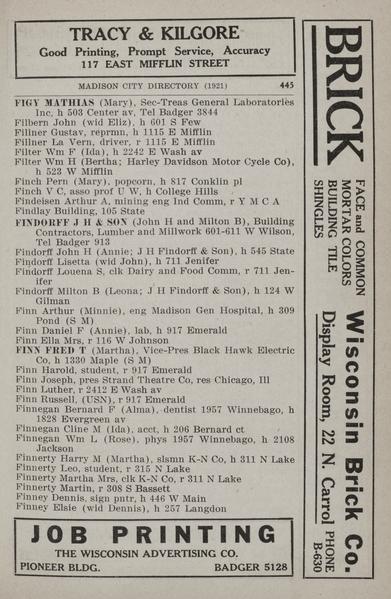 TRACY & KILGORE
Good Printing, Prompt Service, Accuracy
117 EAST MIFFLIN STREET
MADISON CITY DIRECTORY (1921) 445
FIGY MATHIAS (Mary), Sec-Treas General Laboratories
Inc, h 503 Center av, Tel Badger 3844
Filbern John (wid Eliz), h 601 S Few
Fillner Gustav, reprmn, h 1115 E Mifflin
Fillner La Vern, driver, r 1115 E Mifflin
Filter Wm F (Ida), h 2242 E Wash av
Filter Wm H (Bertha; Harley Davidson Motor Cycle Co),
h 523 W Mifflin
Finch Pern (Mary), popcorn, h 817 Conklin pl
Finch V C, asso prof U W, h College Hills
Findeisen Arthur A, mining eng Ind Comm, r Y M C A
Findlay Building, 105 State
FINDORFF J H & SON (John H and Milton B), Building
Contractors, Lumber and Millwork 601-611 W Wilson,
Tel Badger 913
Findorff John H (Annie; J H Findorff & Son), h 545 State
Findorff Lisetta (wid John), h 711 Jenifer
Findorff Louena S, clk Dairy and Food Comm, r 711 Jen-
ifer
Findorff Milton B (Leona; J H Findorff & Son), h 124 W
Gilman
Finn Arthur (Minnie), eng Madison Gen Hospital, h 309
Pond (S M)
Finn Daniel F (Annie), lab, h 917 Emerald
Finn Ella Mrs, r 116 W Johnson
FINN FRED T (Martha), Vice-Pres Black Hawk Electric
Co, h 1330 Maple (S M)
Finn Harold, student, r 917 Emerald
Finn Joseph, pres Strand Theatre Co, res Chicago, Ill
Finn Luther, r 2412 E Wash av
Finn Russell, (USN), r 917 Emerald
Finnegan Bernard F (Alma), dentist 1957 Winnebago, h
1828 Evergreen av
Finnegan Cline M (Ida), acct, h 206 Bernard ct
Finnegan Wm L (Rose), phys 1957 Winnebago, h 2108
Jackson
Finnerty Harry M (Martha), slsmn K-N Co, h 311 N Lake
Finnerty Leo, student, r 315 N Lake
Finnerty Martha Mrs, clk K-N Co, r 311 N Lake
Finnerty Martin, r 308 S Bassett
Finney Dennis, sign pntr, h 446 W Main
Finney Elsie (wid Dennis), h 257 Langdon
JOB PRINTING
THE WISCONSIN ADVERTISING CO.
PIONEER BLDG. BADGER 5128
BRICK
FACE and COMMON
MORTAR COLORS
BUILDING TILE
SHINGLES
Wisconsin Brick Co.
Display Room, 22 N. Carrol
PHONE
B-630